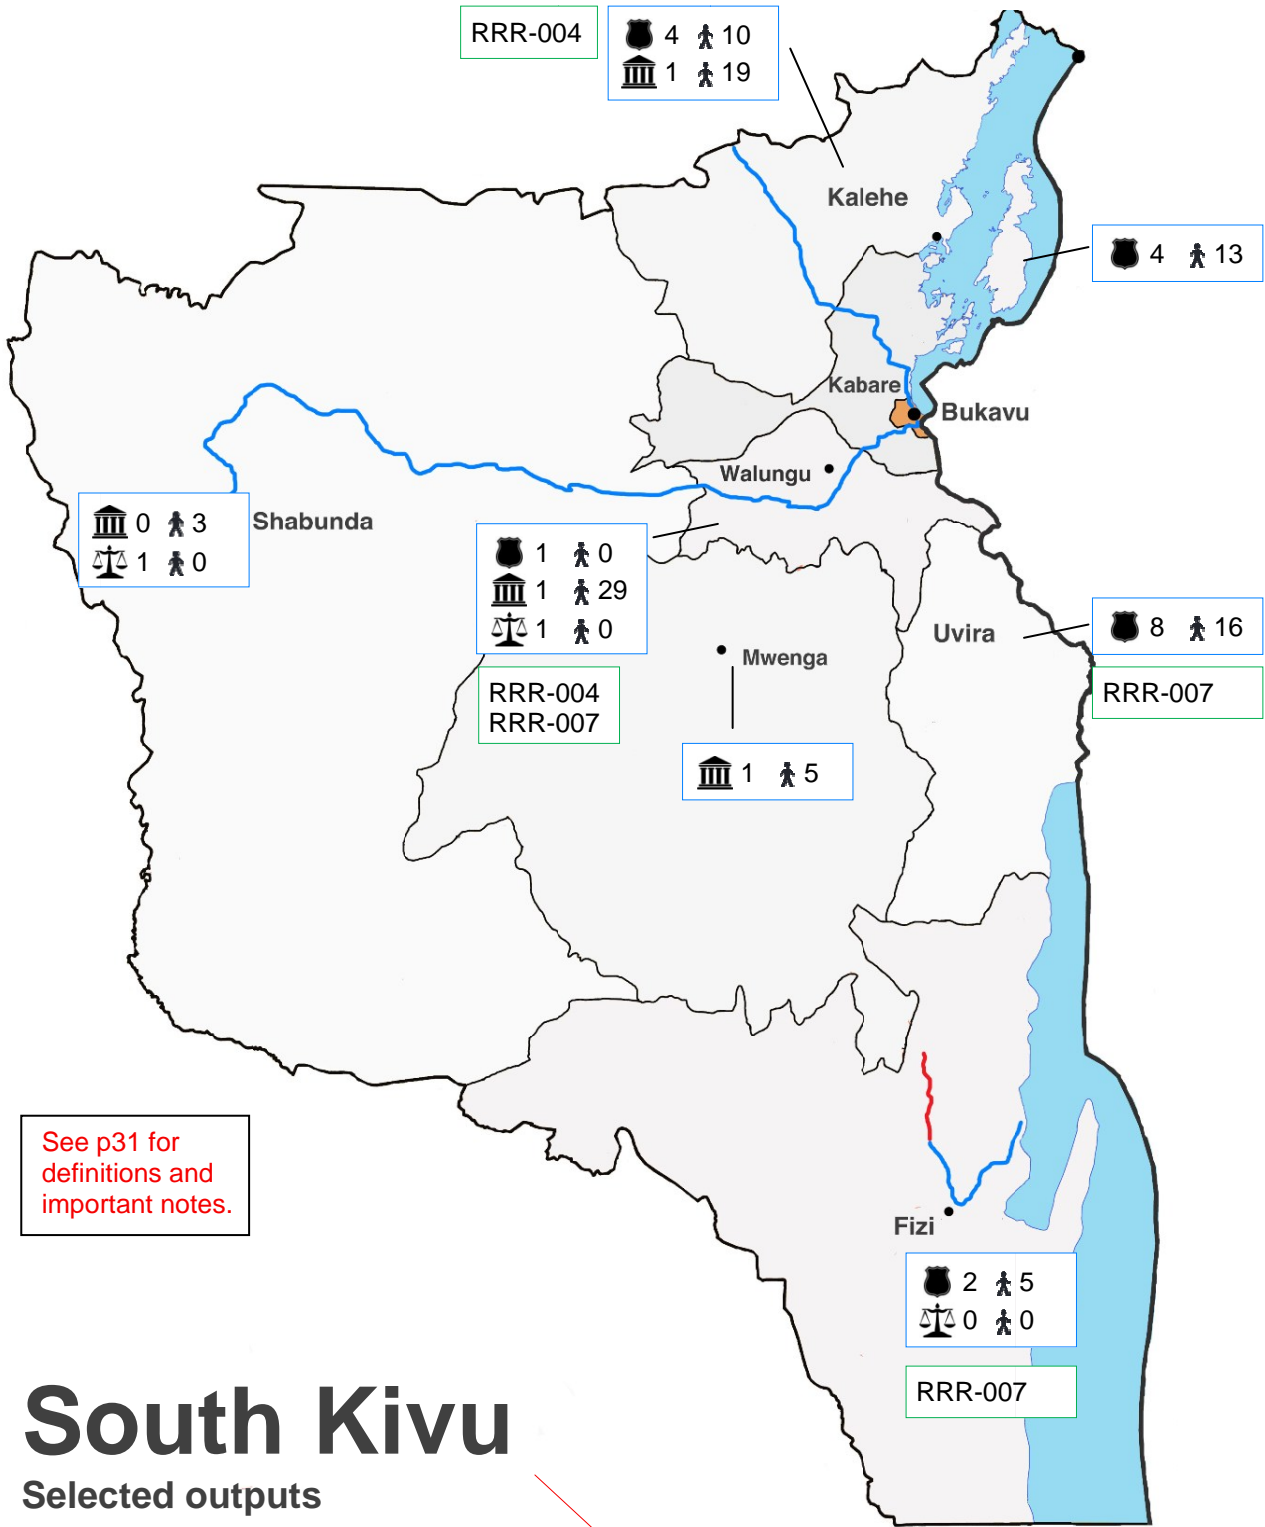 RRR-004
4 10
1 19
Kalehe
4 13
Kabare
Bukavu
Walungu
0 3
1 0
Shabunda
1 0
1 29
1 0
RRR-004
RRR-007
Uvira
8 16
RRR-007
Mwenga
1 5
See p31 for
definitions and
important notes.
Fizi
2 5
0 0
RRR-007
South Kivu
Selected outputs